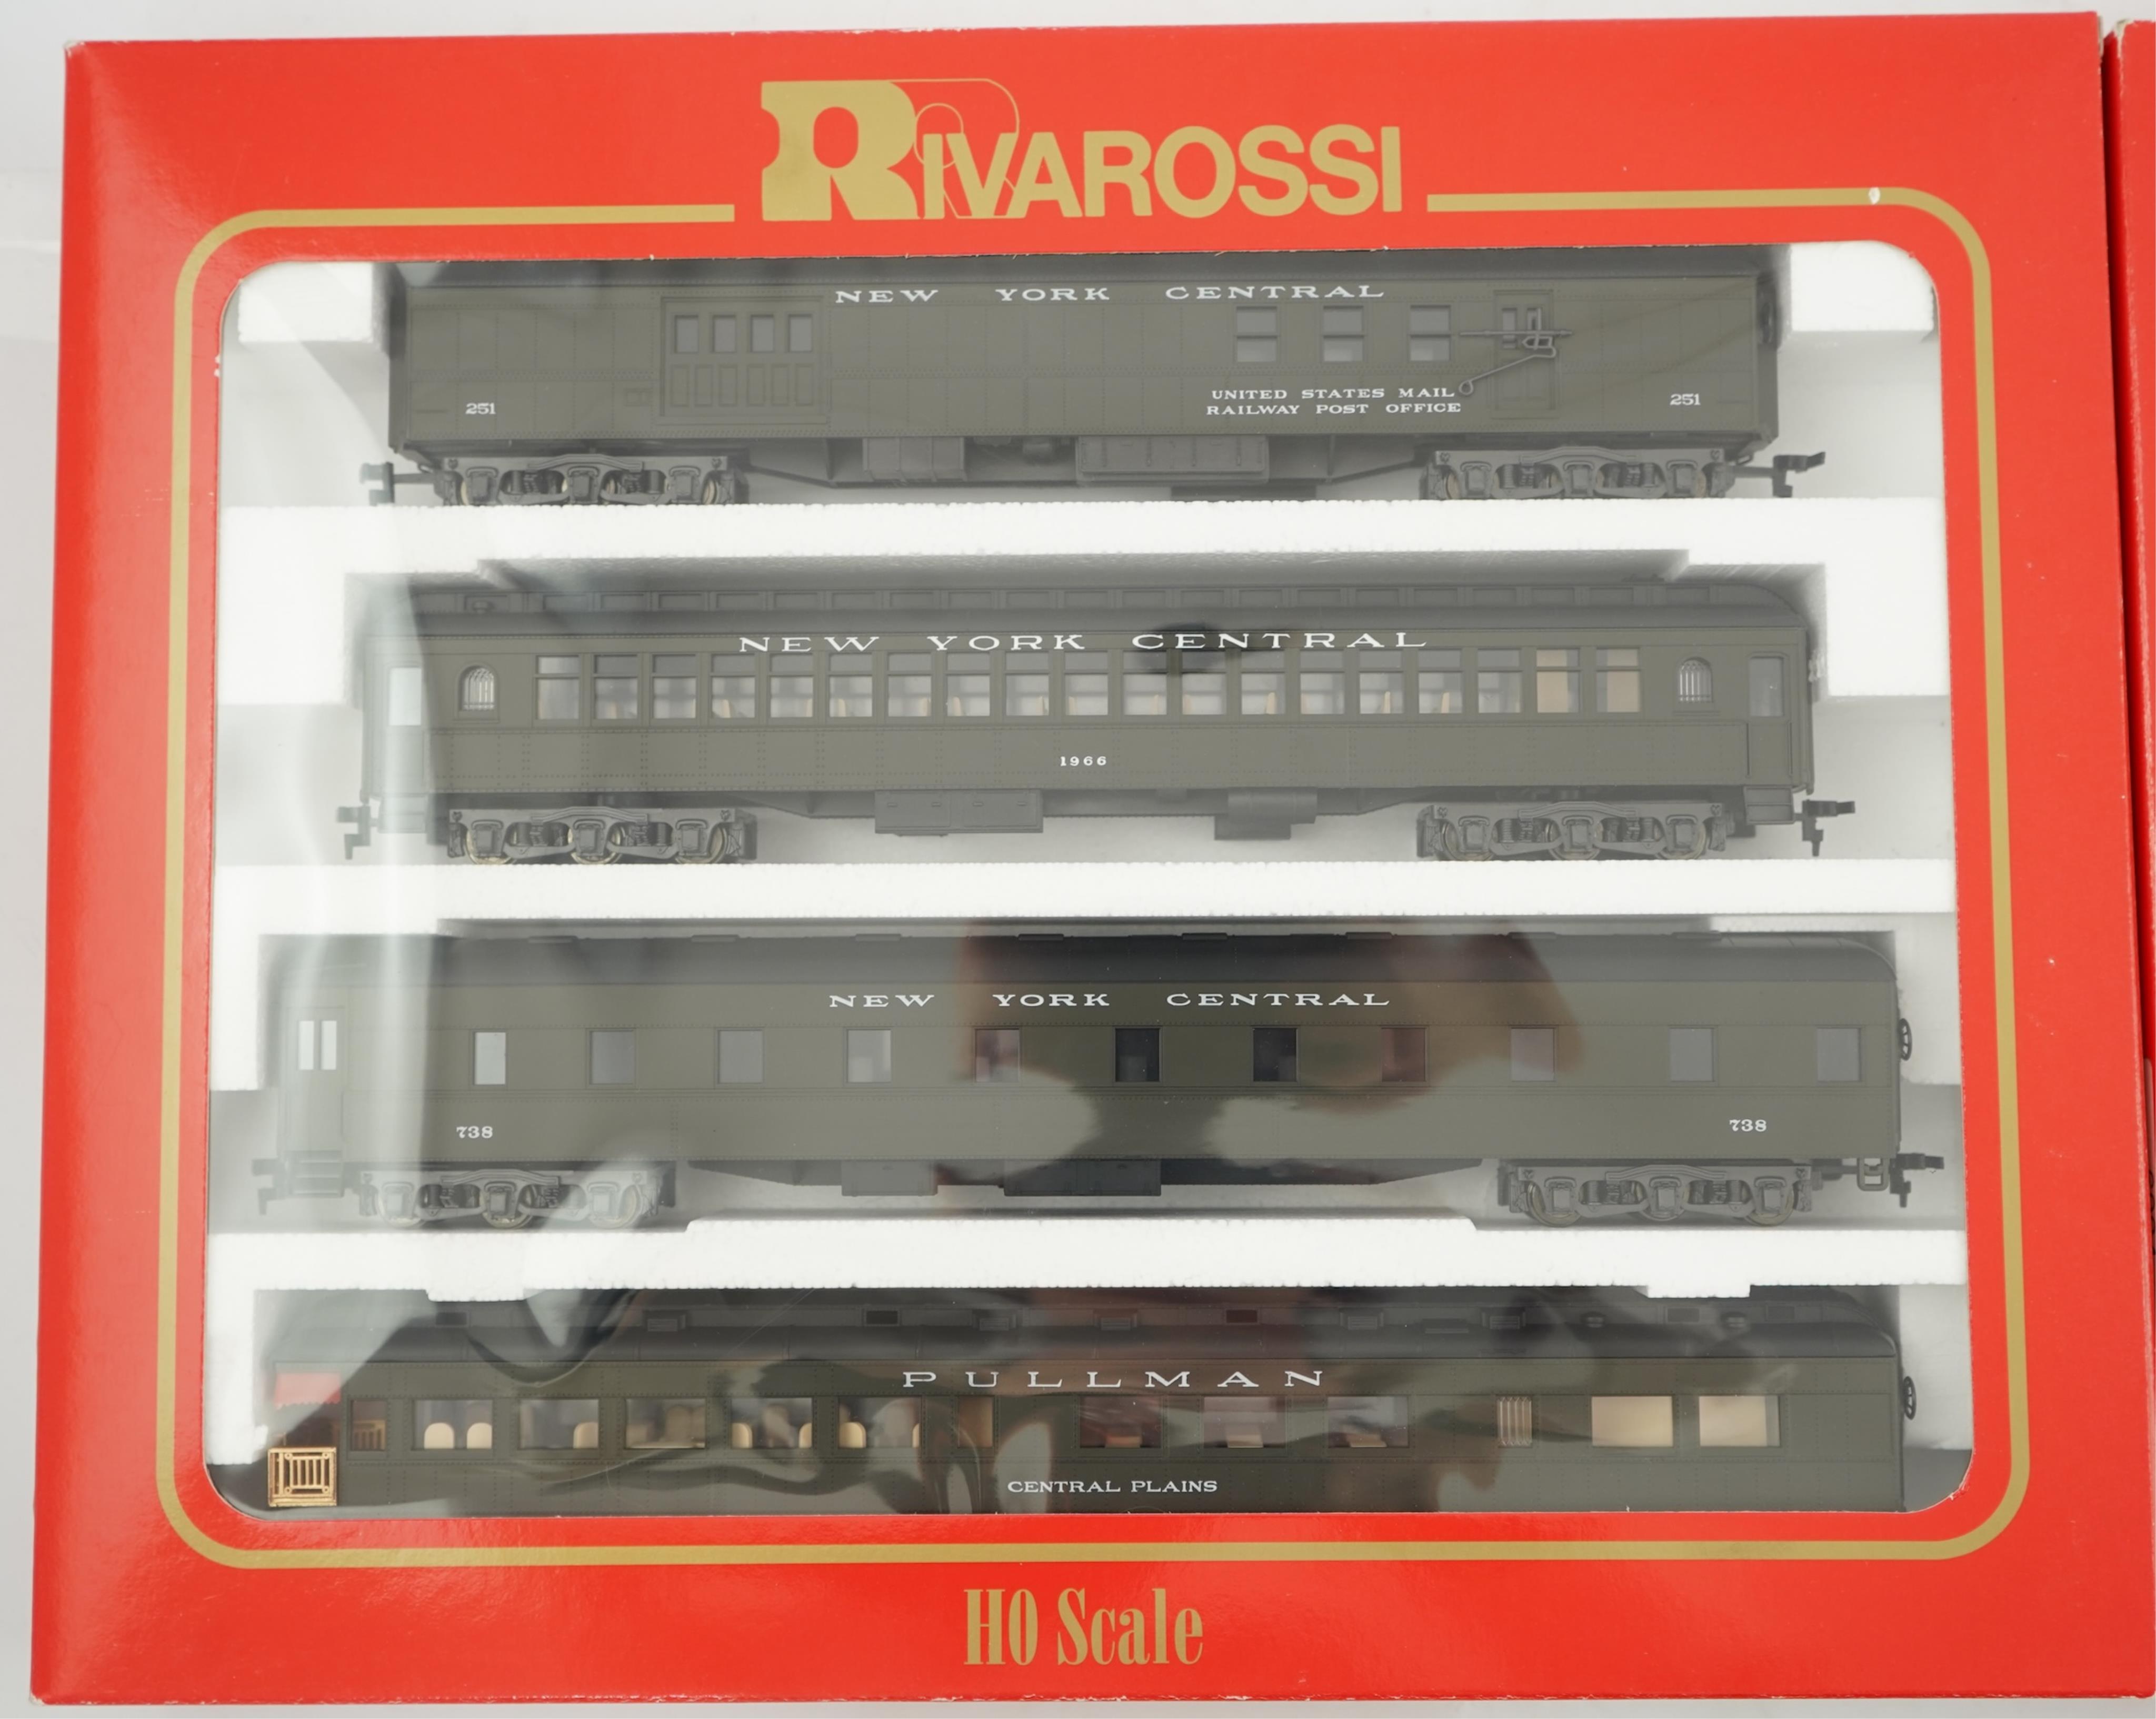 RIVAROSSI
NEW YORK CENTRAL
UNITED STATES MAIL
RAILWAY POST OFFICE
251 251
NEW YORK CENTRAL
1966
NEW YORK CENTRAL
738 738
PULLMAN
CENTRAL PLAINS
HO Scale